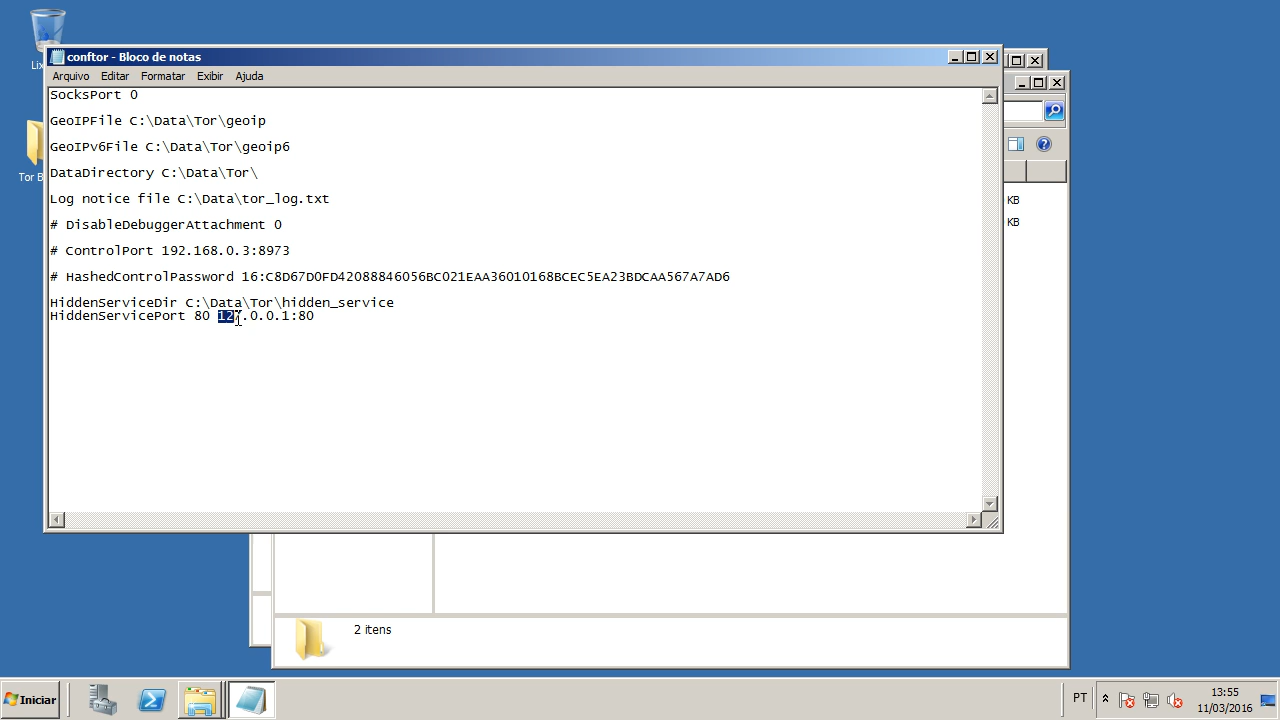 Lix
Tor B
conftor - Bloco de notas
Arquivo Editar Formatar Exibir Ajuda
SocksPort 0
GeoIPFile C:\Data\Tor\geoip
GeoIPv6File C:\Data\Tor\geoip6
DataDirectory C:\Data\Tor\
Log notice file C:\Data\tor_log.txt
# DisableDebuggerAttachment 0
# ControlPort 192.168.0.3:8973
# HashedControlPassword 16:C8D67D0FD42088846056BC021EAA36010168BCEC5EA23BDCAA567A7AD6
HiddenServiceDir C:\Data\Tor\hidden_service
HiddenServicePort 80 127.0.0.1:80
KB
KB
2 itens
Iniciar
PT
13:55
11/03/2016